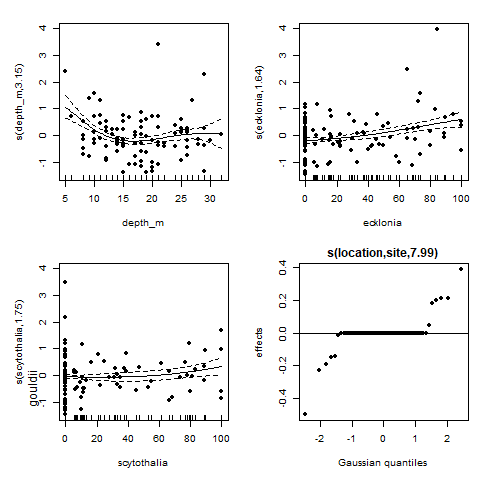 s(depth_m,3.15)
4
3
2
1
0
-1
5 10 15 20 25 30
depth_m
s(ecklonia,1.64)
4
3
2
1
0
-1
0 20 40 60 80 100
ecklonia
s(scytothalia,1.75)
gouldii
4
3
2
1
0
-1
0 20 40 60 80 100
scytothalia
s(location,site,7.99)
effects
0.4
0.2
0.0
-0.2
-0.4
-2 -1 0 1 2
Gaussian quantiles